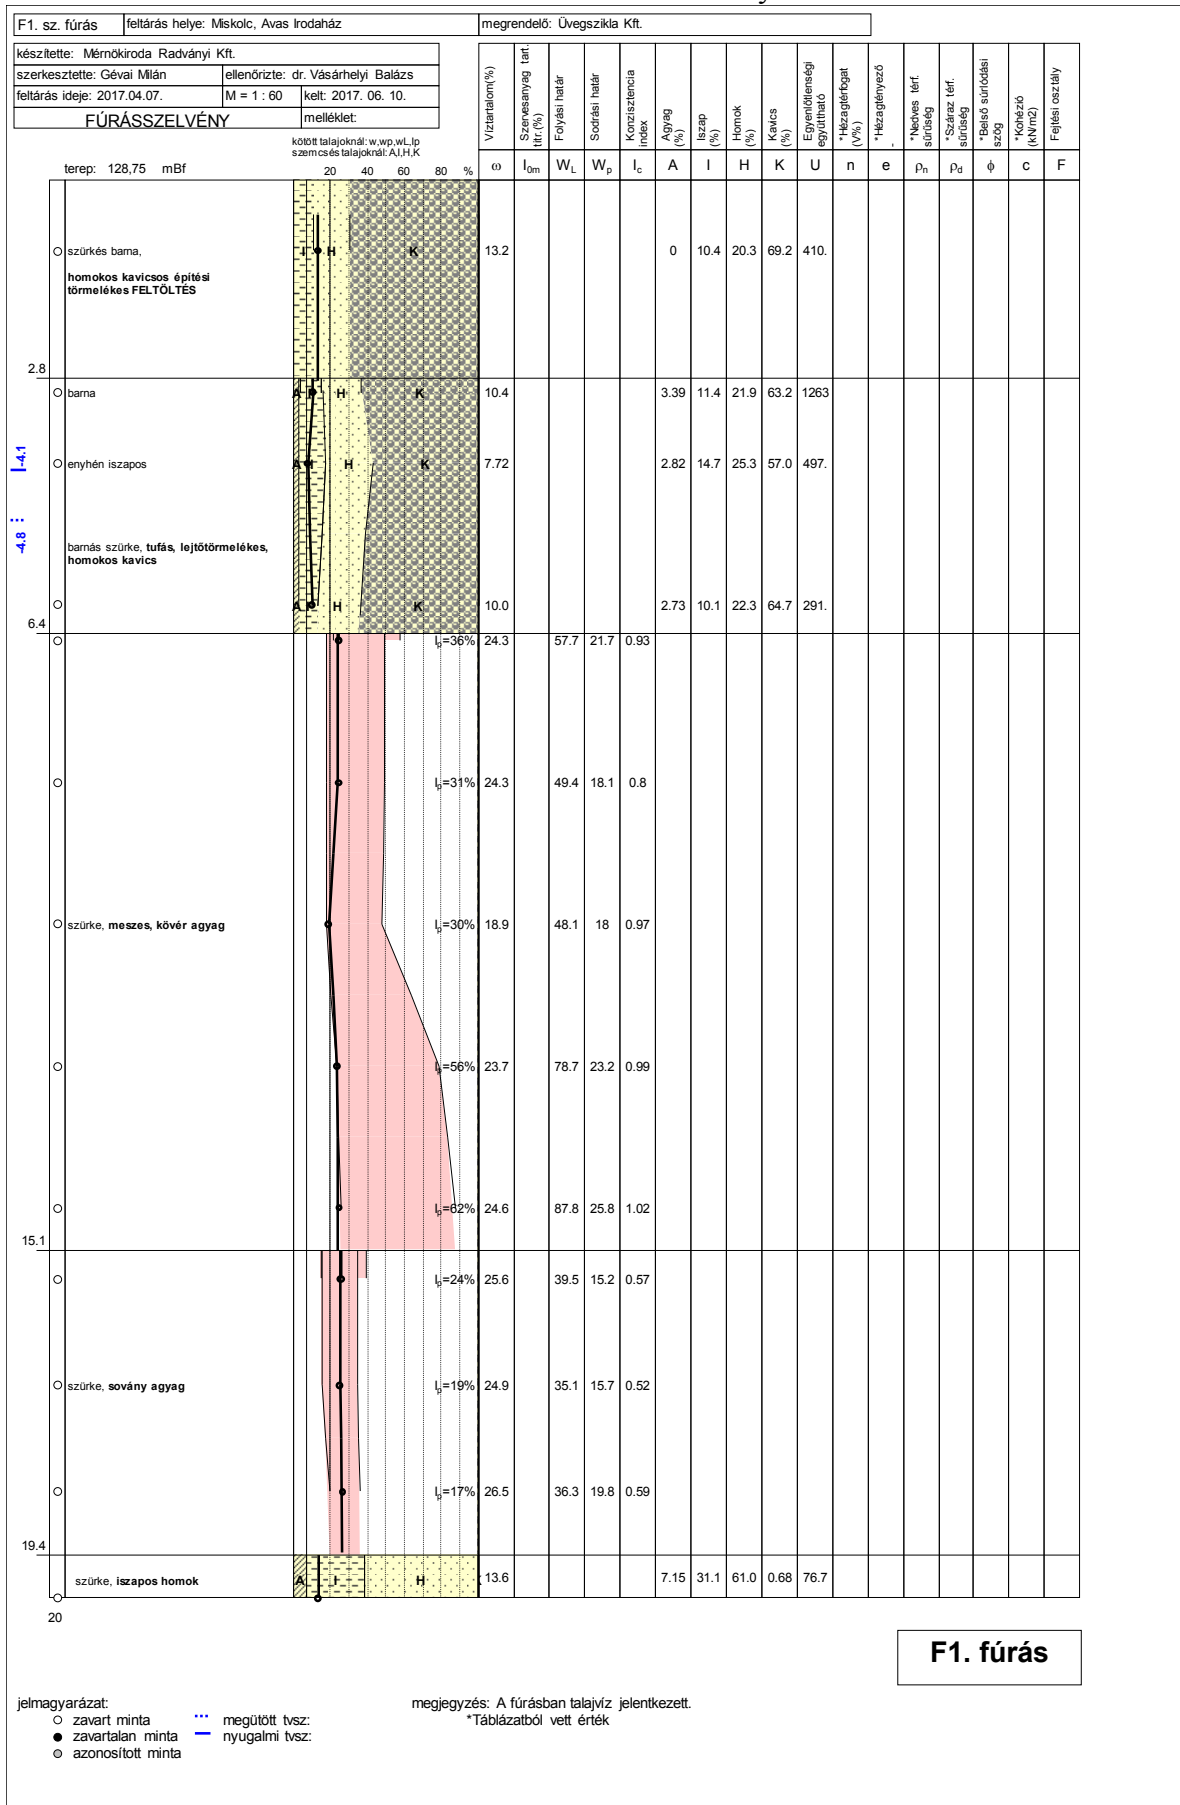 F1. sz. fúrás feltárás helye: Miskolc, Avas Irodaház megrendelő: Üvegszikla Kft.
készítette: Mérnökiroda Radványi Kft.
szerkesztette: Gévai Milán ellenőrizte: dr. Vásárhelyi Balázs
feltárás ideje: 2017.04.07. M = 1 : 60 kelt: 2017. 06. 10.
FÚRÁSSZELVÉNY melléklet:
kötött talajoknál: w,wp,wL,Ip
szemcsés talajoknál: A,I,H,K
terep: 128,75 mBf
20 40 60 80 %
Víztartalom(%)
Szervesanyag tart. titr.(%)
Folyási határ
Sodrási határ
Konzisztencia index
Agyag (%)
Iszap (%)
Homok (%)
Kavics (%)
Egyenlőtlenségi együttható
*Hézagtérfogat (V%)
*Hézagtényező -
*Nedves térf. sűrűség
*Száraz térf. sűrűség
*Belső súrlódási szög
*Kohézió (kN/m2)
Fejtési osztály
ω I0m WL Wp Ic A I H K U n e ρn ρd ϕ c F
szürkés barna, I H K 13.2 0 10.4 20.3 69.2 410.
homokos kavicsos építési
törmelékes FELTÖLTÉS
2.8
barna A I H K 10.4 3.39 11.4 21.9 63.2 1263
-4.1
enyhén iszapos A I H K 7.72 2.82 14.7 25.3 57.0 497.
-4.8
barnás szürke, tufás, lejtőtörmelékes,
homokos kavics
A I H K 10.0 2.73 10.1 22.3 64.7 291.
6.4
Ip=36% 24.3 57.7 21.7 0.93
Ip=31% 24.3 49.4 18.1 0.8
szürke, meszes, kövér agyag Ip=30% 18.9 48.1 18 0.97
Ip=56% 23.7 78.7 23.2 0.99
Ip=62% 24.6 87.8 25.8 1.02
15.1
Ip=24% 25.6 39.5 15.2 0.57
szürke, sovány agyag Ip=19% 24.9 35.1 15.7 0.52
Ip=17% 26.5 36.3 19.8 0.59
19.4
szürke, iszapos homok A I H 13.6 7.15 31.1 61.0 0.68 76.7
20
F1. fúrás
jelmagyarázat: megjegyzés: A fúrásban talajvíz jelentkezett.
zavart minta megütött tvsz: *Táblázatból vett érték
zavartalan minta nyugalmi tvsz:
azonosított minta